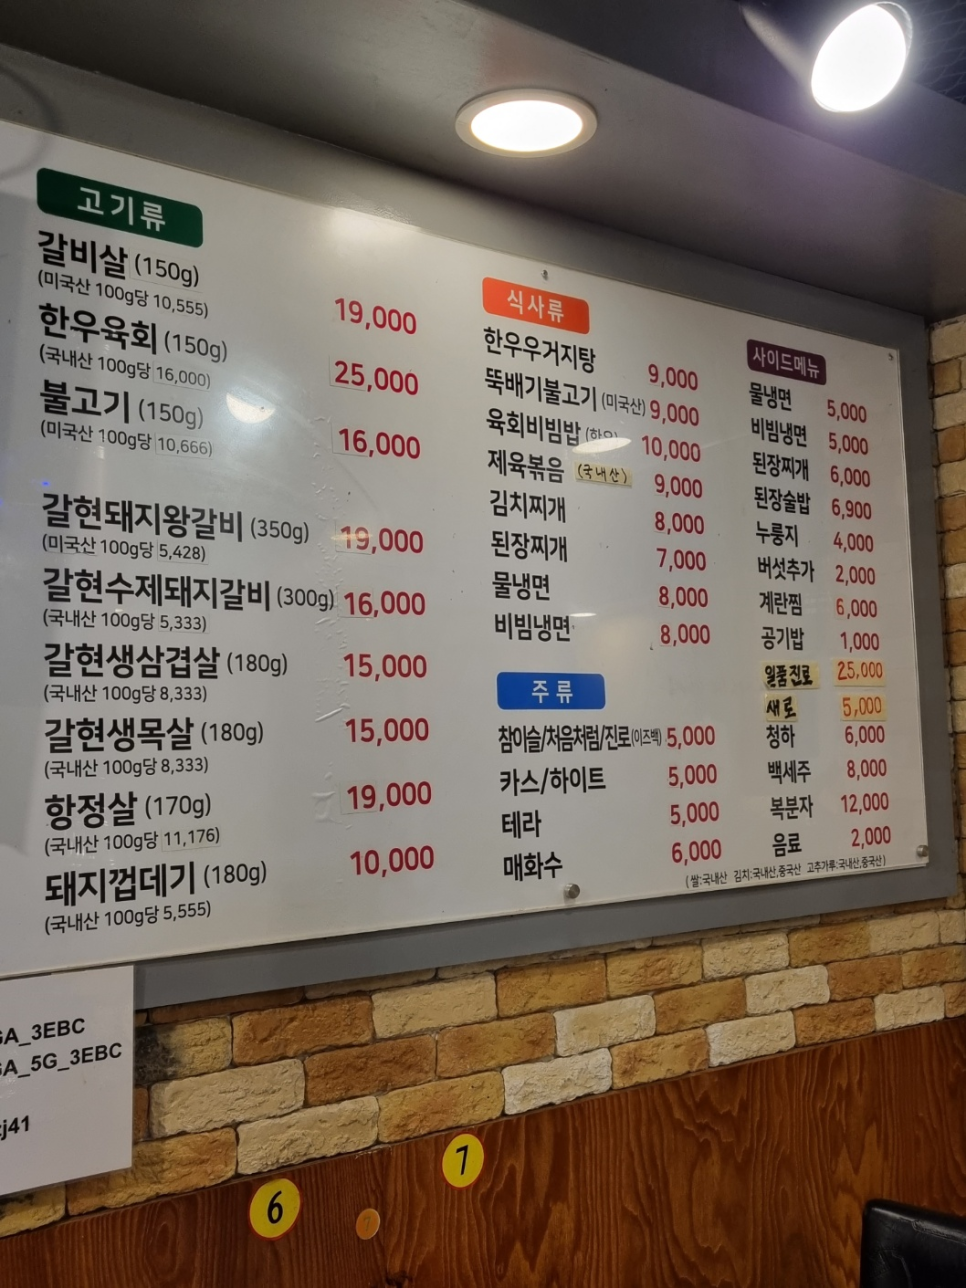 고기류
갈비살 (150g) 19,000
(미국산 100g당 10,555)
한우육회 (150g) 25,000
(국내산 100g당 16,000)
불고기 (150g) 16,000
(미국산 100g당 10,666)
갈현돼지왕갈비 (350g) 19,000
(미국산 100g당 5,428)
갈현수제돼지갈비 (300g) 16,000
(국내산 100g당 5,333)
갈현생삼겹살 (180g) 15,000
(국내산 100g당 8,333)
갈현생목살 (180g) 15,000
(국내산 100g당 8,333)
항정살 (170g) 19,000
(국내산 100g당 11,176)
돼지껍데기 (180g) 10,000
(국내산 100g당 5,555)
식사류
한우우거지탕 9,000
뚝배기불고기 (미국산) 9,000
육회비빔밥 (한우) 10,000
제육볶음 (국내산) 9,000
김치찌개 8,000
된장찌개 7,000
물냉면 8,000
비빔냉면 8,000
주류
참이슬/처음처럼/진로(이즈백) 5,000
카스/하이트 5,000
테라 5,000
매화수 6,000
사이드메뉴
물냉면 5,000
비빔냉면 5,000
된장찌개 6,000
된장술밥 6,900
누룽지 4,000
버섯추가 2,000
계란찜 6,000
공기밥 1,000
일품진로 25,000
새로 5,000
청하 6,000
백세주 8,000
복분자 12,000
음료 2,000
(쌀:국내산 김치:국내산,중국산 고추가루:국내산,중국산)
GA_3EBC
GA_5G_3EBC
j41
6
7